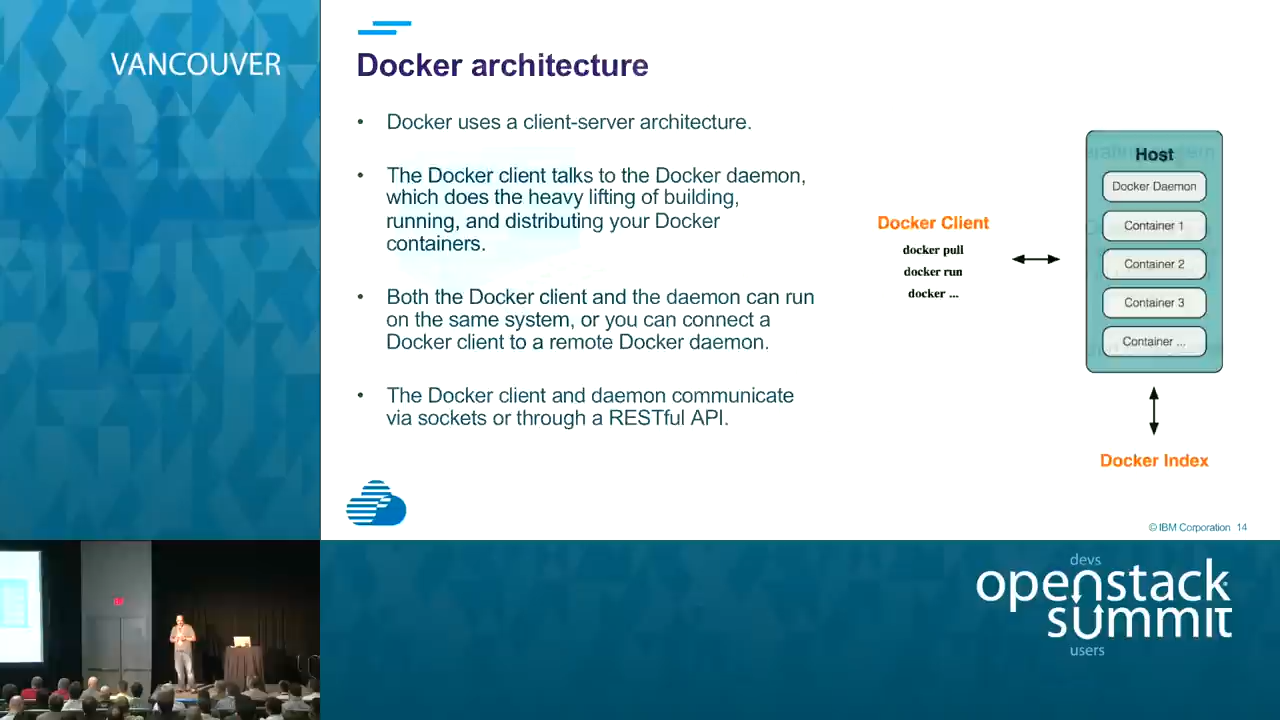 VANCOUVER
Docker architecture
• Docker uses a client-server architecture.
• The Docker client talks to the Docker daemon,
which does the heavy lifting of building,
running, and distributing your Docker
containers.
• Both the Docker client and the daemon can run
on the same system, or you can connect a
Docker client to a remote Docker daemon.
• The Docker client and daemon communicate
via sockets or through a RESTful API.
Docker Client
docker pull
docker run
docker ...
Host
Docker Daemon
Container 1
Container 2
Container 3
Container ...
Docker Index
© IBM Corporation 14
devs
openstack
summit
users